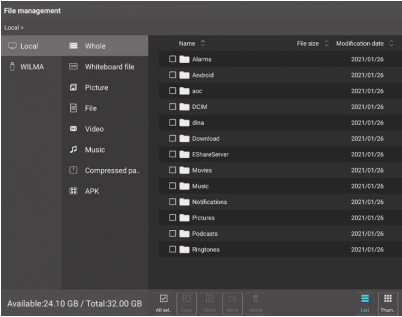 File management
Local >
Local
WILMA
Whole
Whiteboard file
Picture
File
Video
Music
Compressed pa..
APK
Name File size Modification date
Alarms 2021/01/26
Android 2021/01/26
aoc 2021/01/26
DCIM 2021/01/26
dlna 2021/01/26
Download 2021/01/26
EShareServer 2021/01/26
Movies 2021/01/26
Music 2021/01/26
Notifications 2021/01/26
Pictures 2021/01/26
Podcasts 2021/01/26
Ringtones 2021/01/26
Available:24.10 GB / Total:32.00 GB
All sel.. Copy Paste Move Delete List Thum..